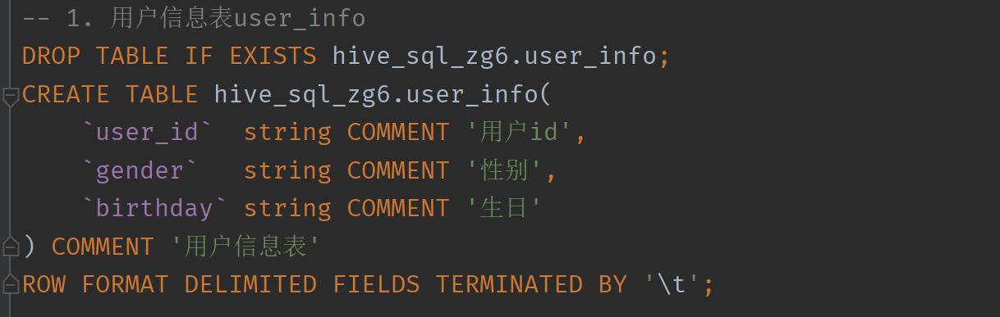 -- 1. 用户信息表user_info
DROP TABLE IF EXISTS hive_sql_zg6.user_info;
CREATE TABLE hive_sql_zg6.user_info(
    `user_id`  string COMMENT '用户id',
    `gender`   string COMMENT '性别',
    `birthday` string COMMENT '生日'
) COMMENT '用户信息表'
ROW FORMAT DELIMITED FIELDS TERMINATED BY '\t';